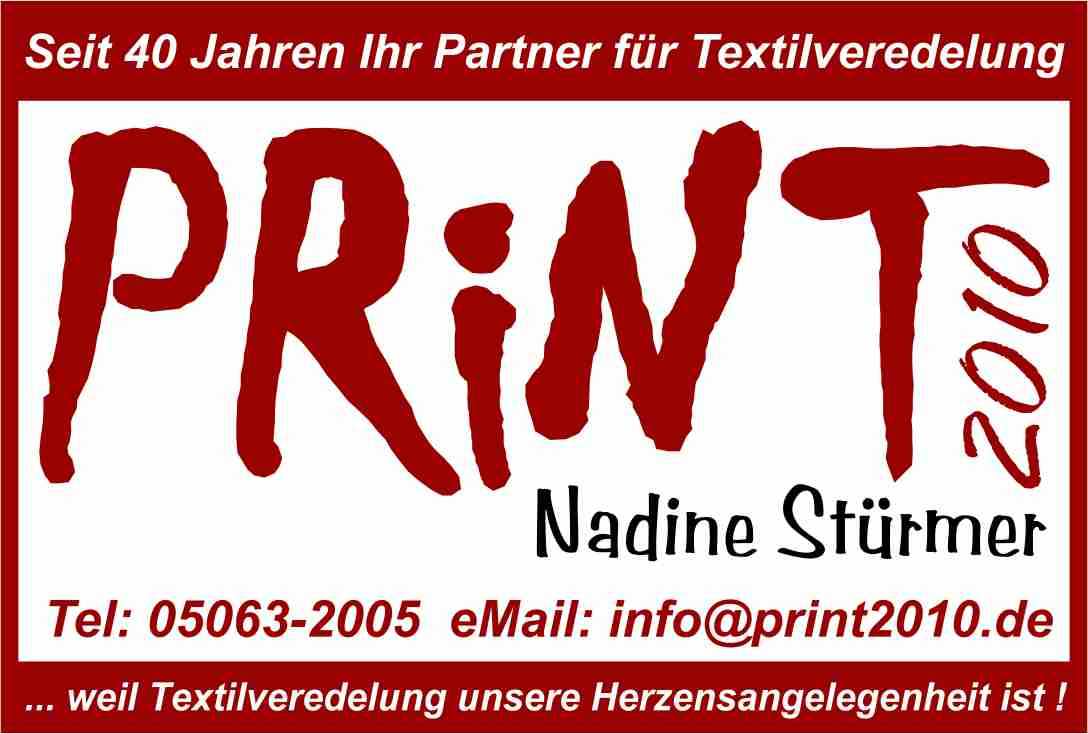 Seit 40 Jahren Ihr Partner für Textilveredelung
PRiNT
2010
Nadine Stürmer
Tel: 05063-2005 eMail: info@print2010.de
... weil Textilveredelung unsere Herzensangelegenheit ist !